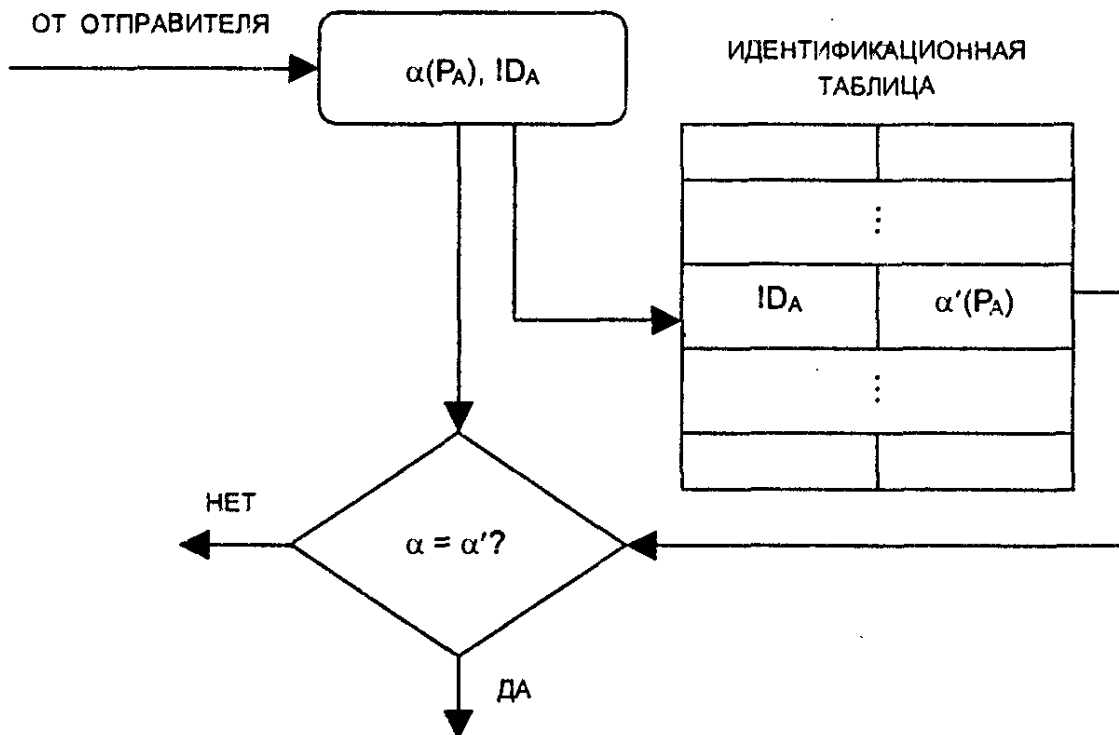 ОТ ОТПРАВИТЕЛЯ
α(PA), IDA
ИДЕНТИФИКАЦИОННАЯ
ТАБЛИЦА
⋮
IDA
α′(PA)
⋮
НЕТ
α = α′?
ДА